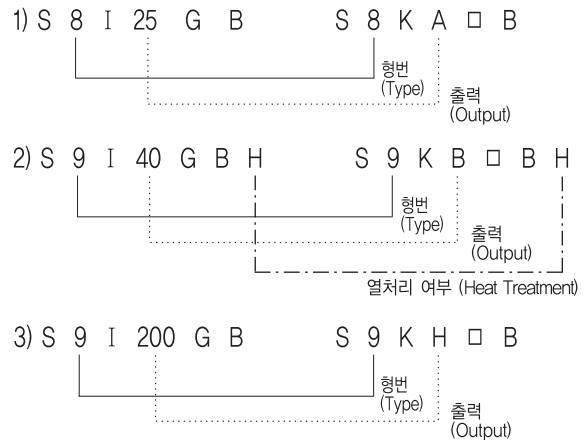 1) S 8 I 25 G B S 8 K A □ B
형번
(Type)
출력
(Output)
2) S 9 I 40 G B H S 9 K B □ B H
형번
(Type)
출력
(Output)
열처리 여부 (Heat Treatment)
3) S 9 I 200 G B S 9 K H □ B
형번
(Type)
출력
(Output)